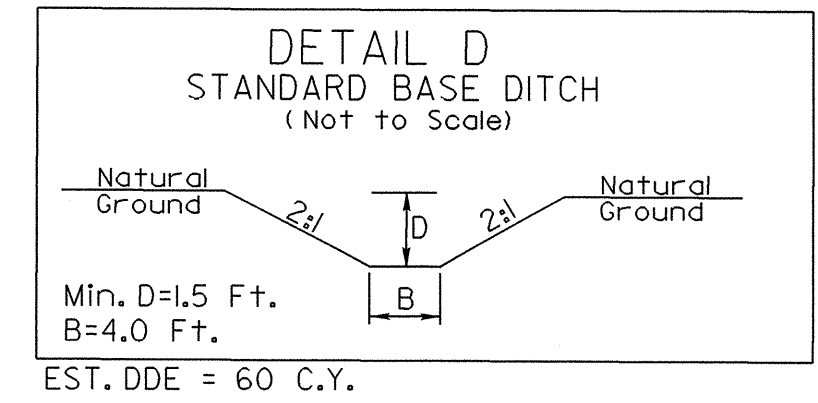 DETAIL D
STANDARD BASE DITCH
(Not to Scale)
Natural
Ground
2:1
D
2:1
Natural
Ground
Min. D=1.5 Ft.
B=4.0 Ft.
B
EST. DDE = 60 C.Y.